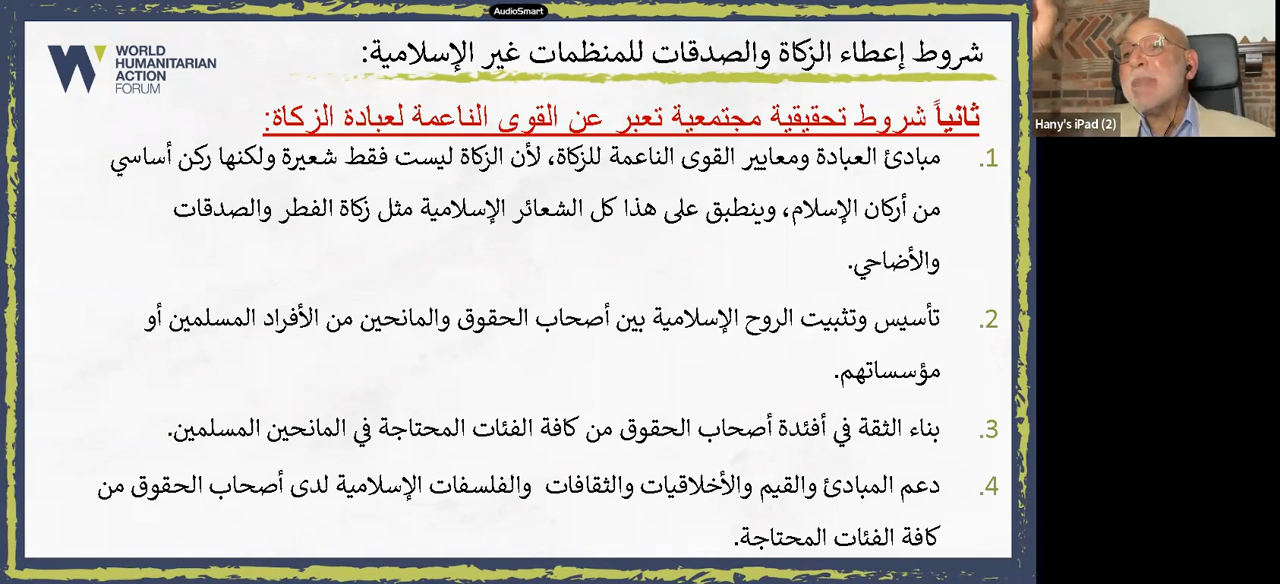 AudioSmart
WORLD
HUMANITARIAN
ACTION
FORUM
شروط إعطاء الزكاة والصدقات للمنظمات غير الإسلامية:
ثانياً شروط تحقيقية مجتمعية تعبر عن القوى الناعمة لعبادة الزكاة:
1. مبادئ العبادة ومعايير القوى الناعمة للزكاة، لأن الزكاة ليست فقط شعيرة ولكنها ركن أساسي
من أركان الإسلام، وينطبق على هذا كل الشعائر الإسلامية مثل زكاة الفطر والصدقات
والأضاحي.
2. تأسيس وتثبيت الروح الإسلامية بين أصحاب الحقوق والمانحين من الأفراد المسلمين أو
مؤسساتهم.
3. بناء الثقة في أفئدة أصحاب الحقوق من كافة الفئات المحتاجة في المانحين المسلمين.
4. دعم المبادئ والقيم والأخلاقيات والثقافات والفلسفات الإسلامية لدى أصحاب الحقوق من
كافة الفئات المحتاجة.
Hany's iPad (2)